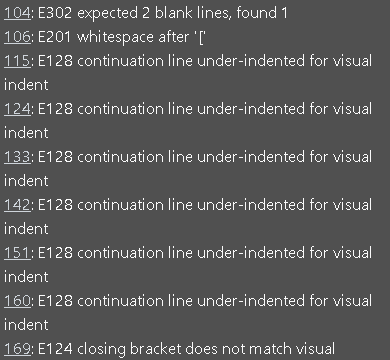 104: E302 expected 2 blank lines, found 1
106: E201 whitespace after '['
115: E128 continuation line under-indented for visual
indent
124: E128 continuation line under-indented for visual
indent
133: E128 continuation line under-indented for visual
indent
142: E128 continuation line under-indented for visual
indent
151: E128 continuation line under-indented for visual
indent
160: E128 continuation line under-indented for visual
indent
169: E124 closing bracket does not match visual